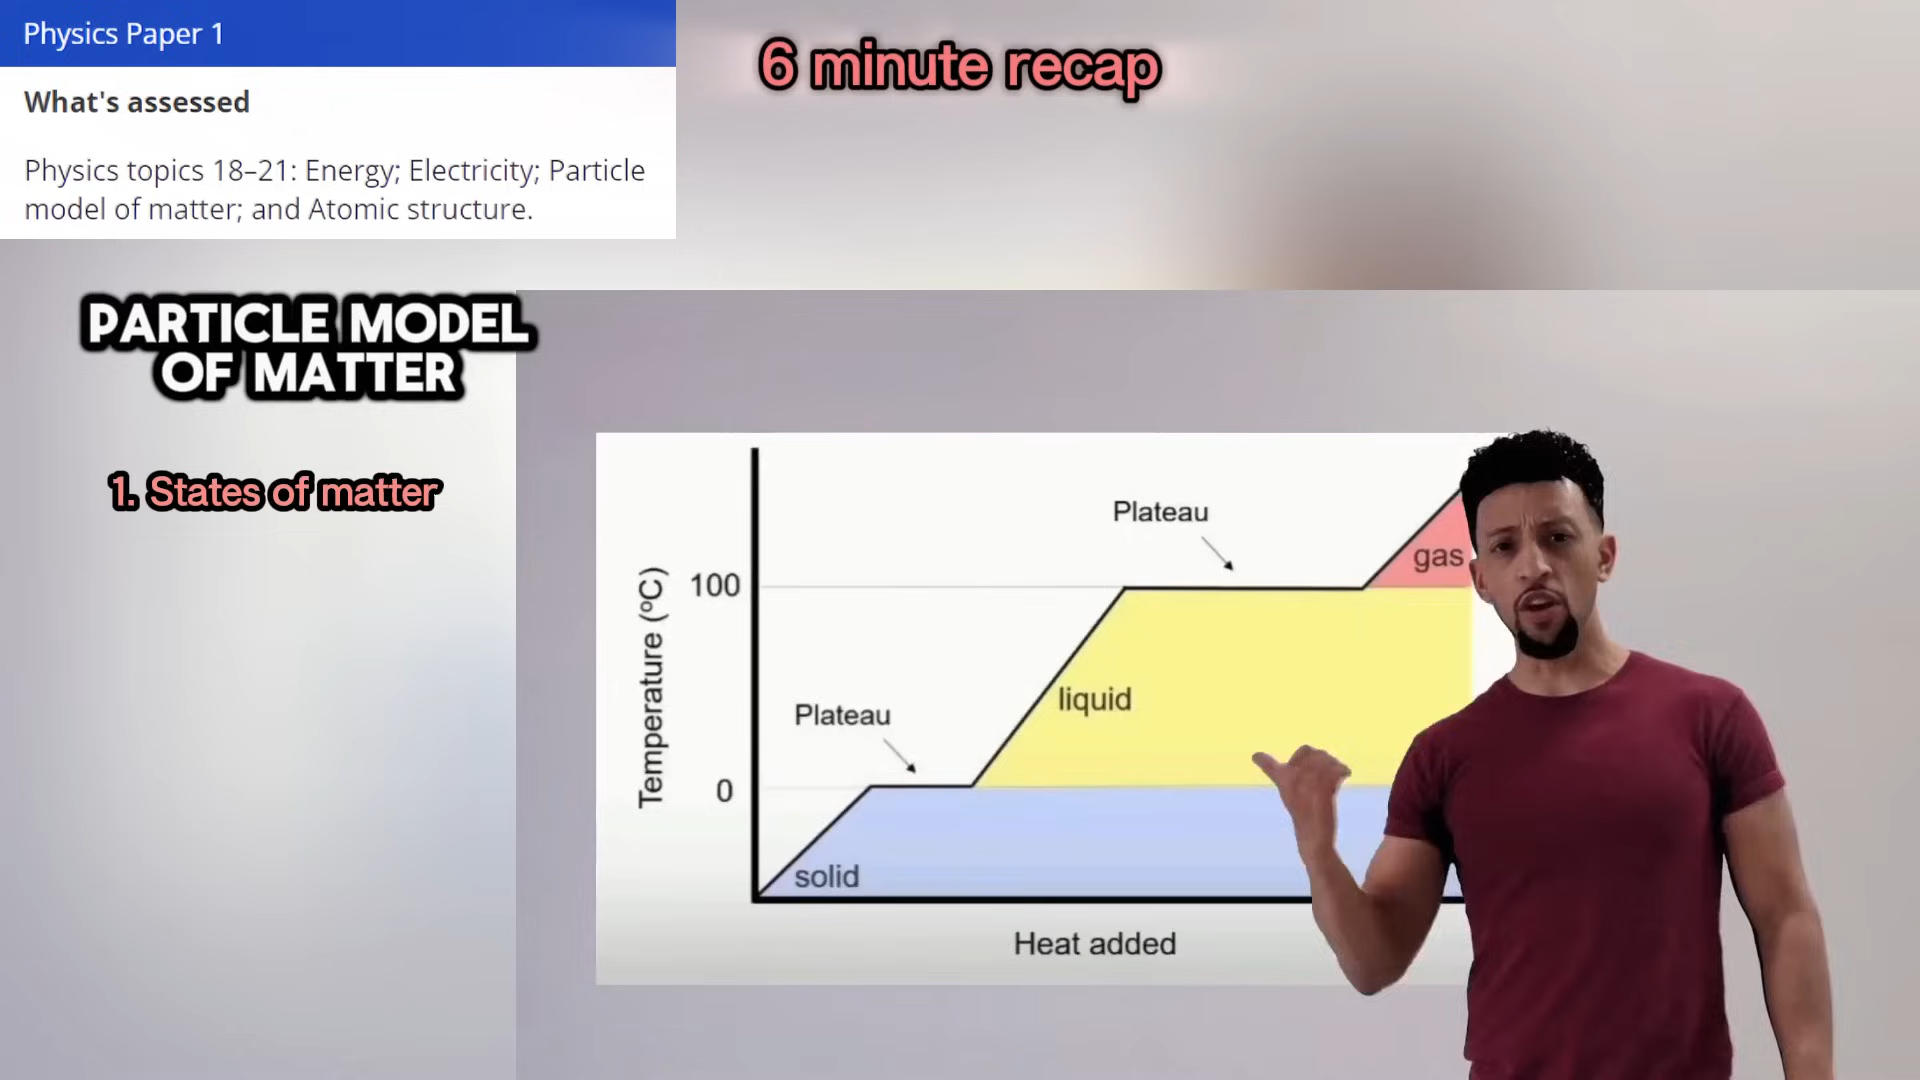 Physics Paper 1
What's assessed
Physics topics 18–21: Energy; Electricity; Particle
model of matter; and Atomic structure.
6 minute recap
PARTICLE MODEL
OF MATTER
1. States of matter
Plateau
gas
100
Temperature (ºC)
liquid
Plateau
0
solid
Heat added